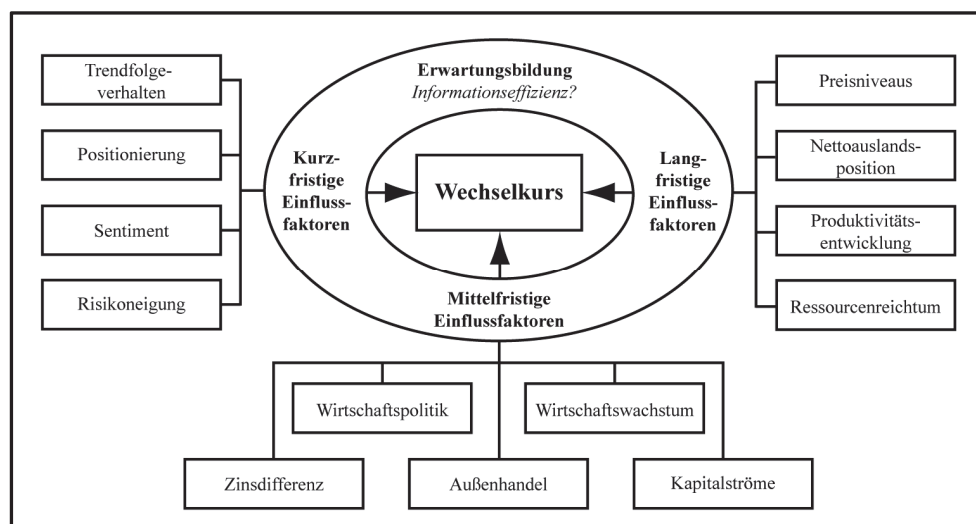 Trendfolge-
verhalten
Positionierung
Sentiment
Risikoneigung
Erwartungsbildung
Informationseffizienz?
Kurz-
fristige
Einfluss-
faktoren
Wechselkurs
Lang-
fristige
Einfluss-
faktoren
Mittelfristige
Einflussfaktoren
Preisniveaus
Nettoauslands-
position
Produktivitäts-
entwicklung
Ressourcenreichtum
Wirtschaftspolitik
Wirtschaftswachstum
Zinsdifferenz
Außenhandel
Kapitalströme